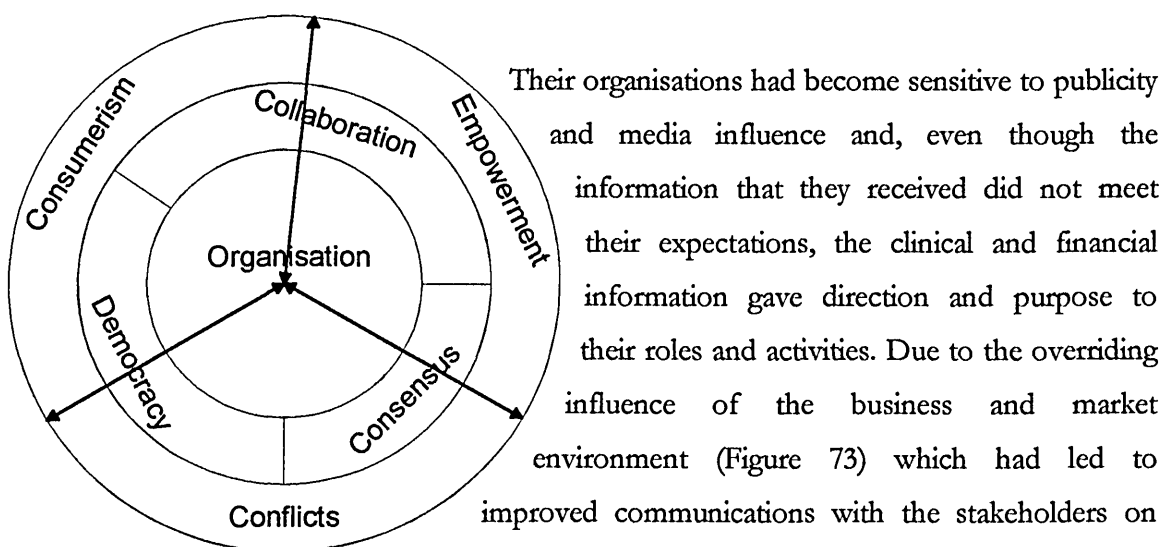 Consumerism
Collaboration
Empowerment
Organisation
Democracy
Consensus
Conflicts
Their organisations had become sensitive to publicity
and media influence and, even though the
information that they received did not meet
their expectations, the clinical and financial
information gave direction and purpose to
their roles and activities. Due to the overriding
influence of the business and market
environment (Figure 73) which had led to
improved communications with the stakeholders on